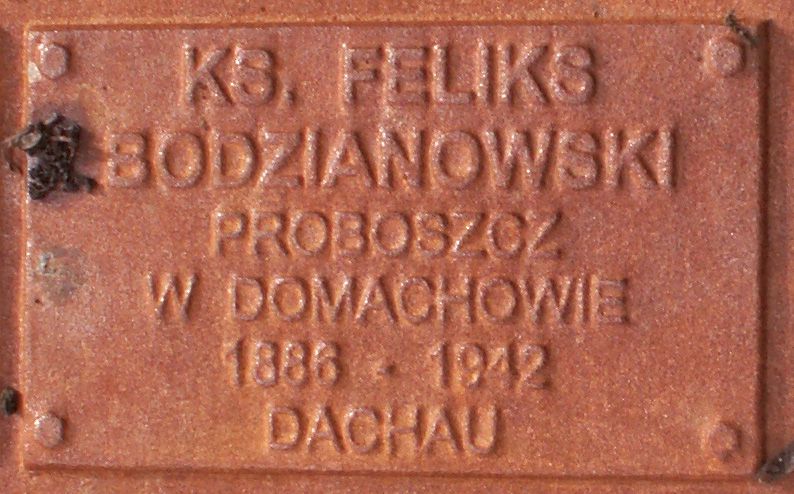 KS. FELIKS
BODZIANOWSKI
PROBOSZCZ
W DOMACHOWIE
1886 - 1942
DACHAU